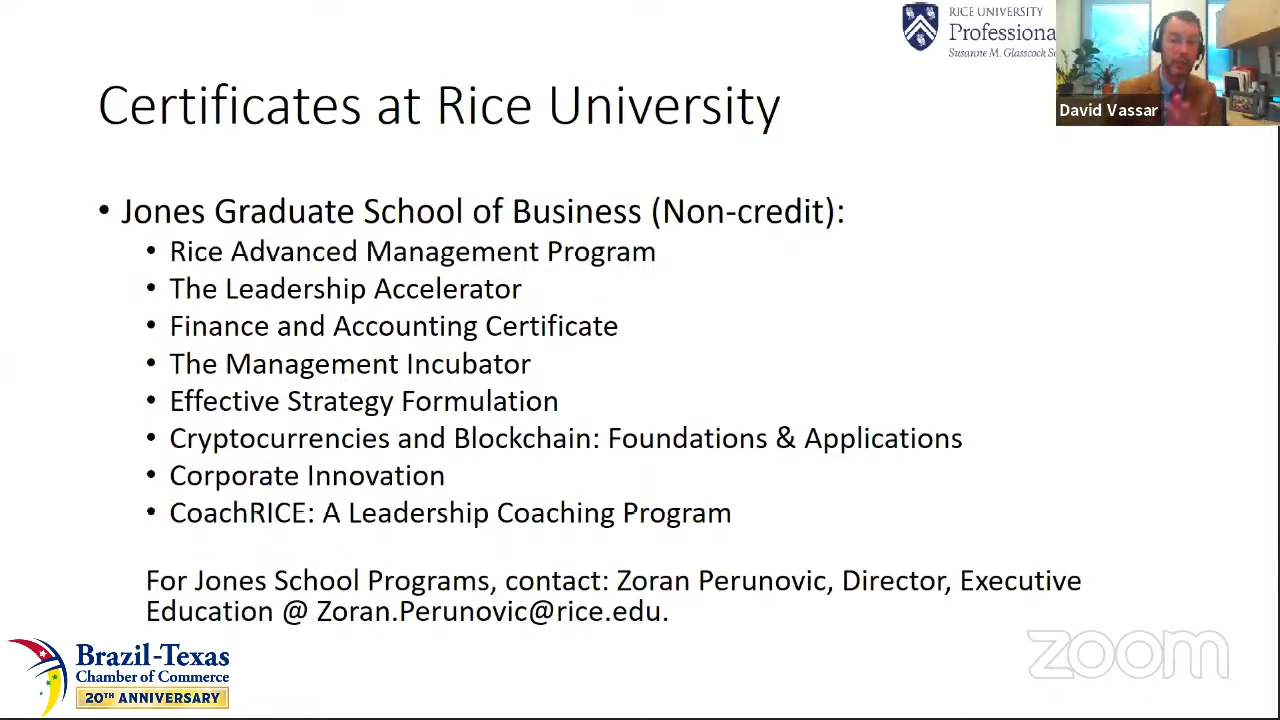 RICE UNIVERSITY
Professiona
Susanne M. Glasscock Sc
David Vassar
Certificates at Rice University
• Jones Graduate School of Business (Non-credit):
• Rice Advanced Management Program
• The Leadership Accelerator
• Finance and Accounting Certificate
• The Management Incubator
• Effective Strategy Formulation
• Cryptocurrencies and Blockchain: Foundations & Applications
• Corporate Innovation
• CoachRICE: A Leadership Coaching Program
For Jones School Programs, contact: Zoran Perunovic, Director, Executive
Education @ Zoran.Perunovic@rice.edu.
Brazil-Texas
Chamber of Commerce
20TH ANNIVERSARY
zoom